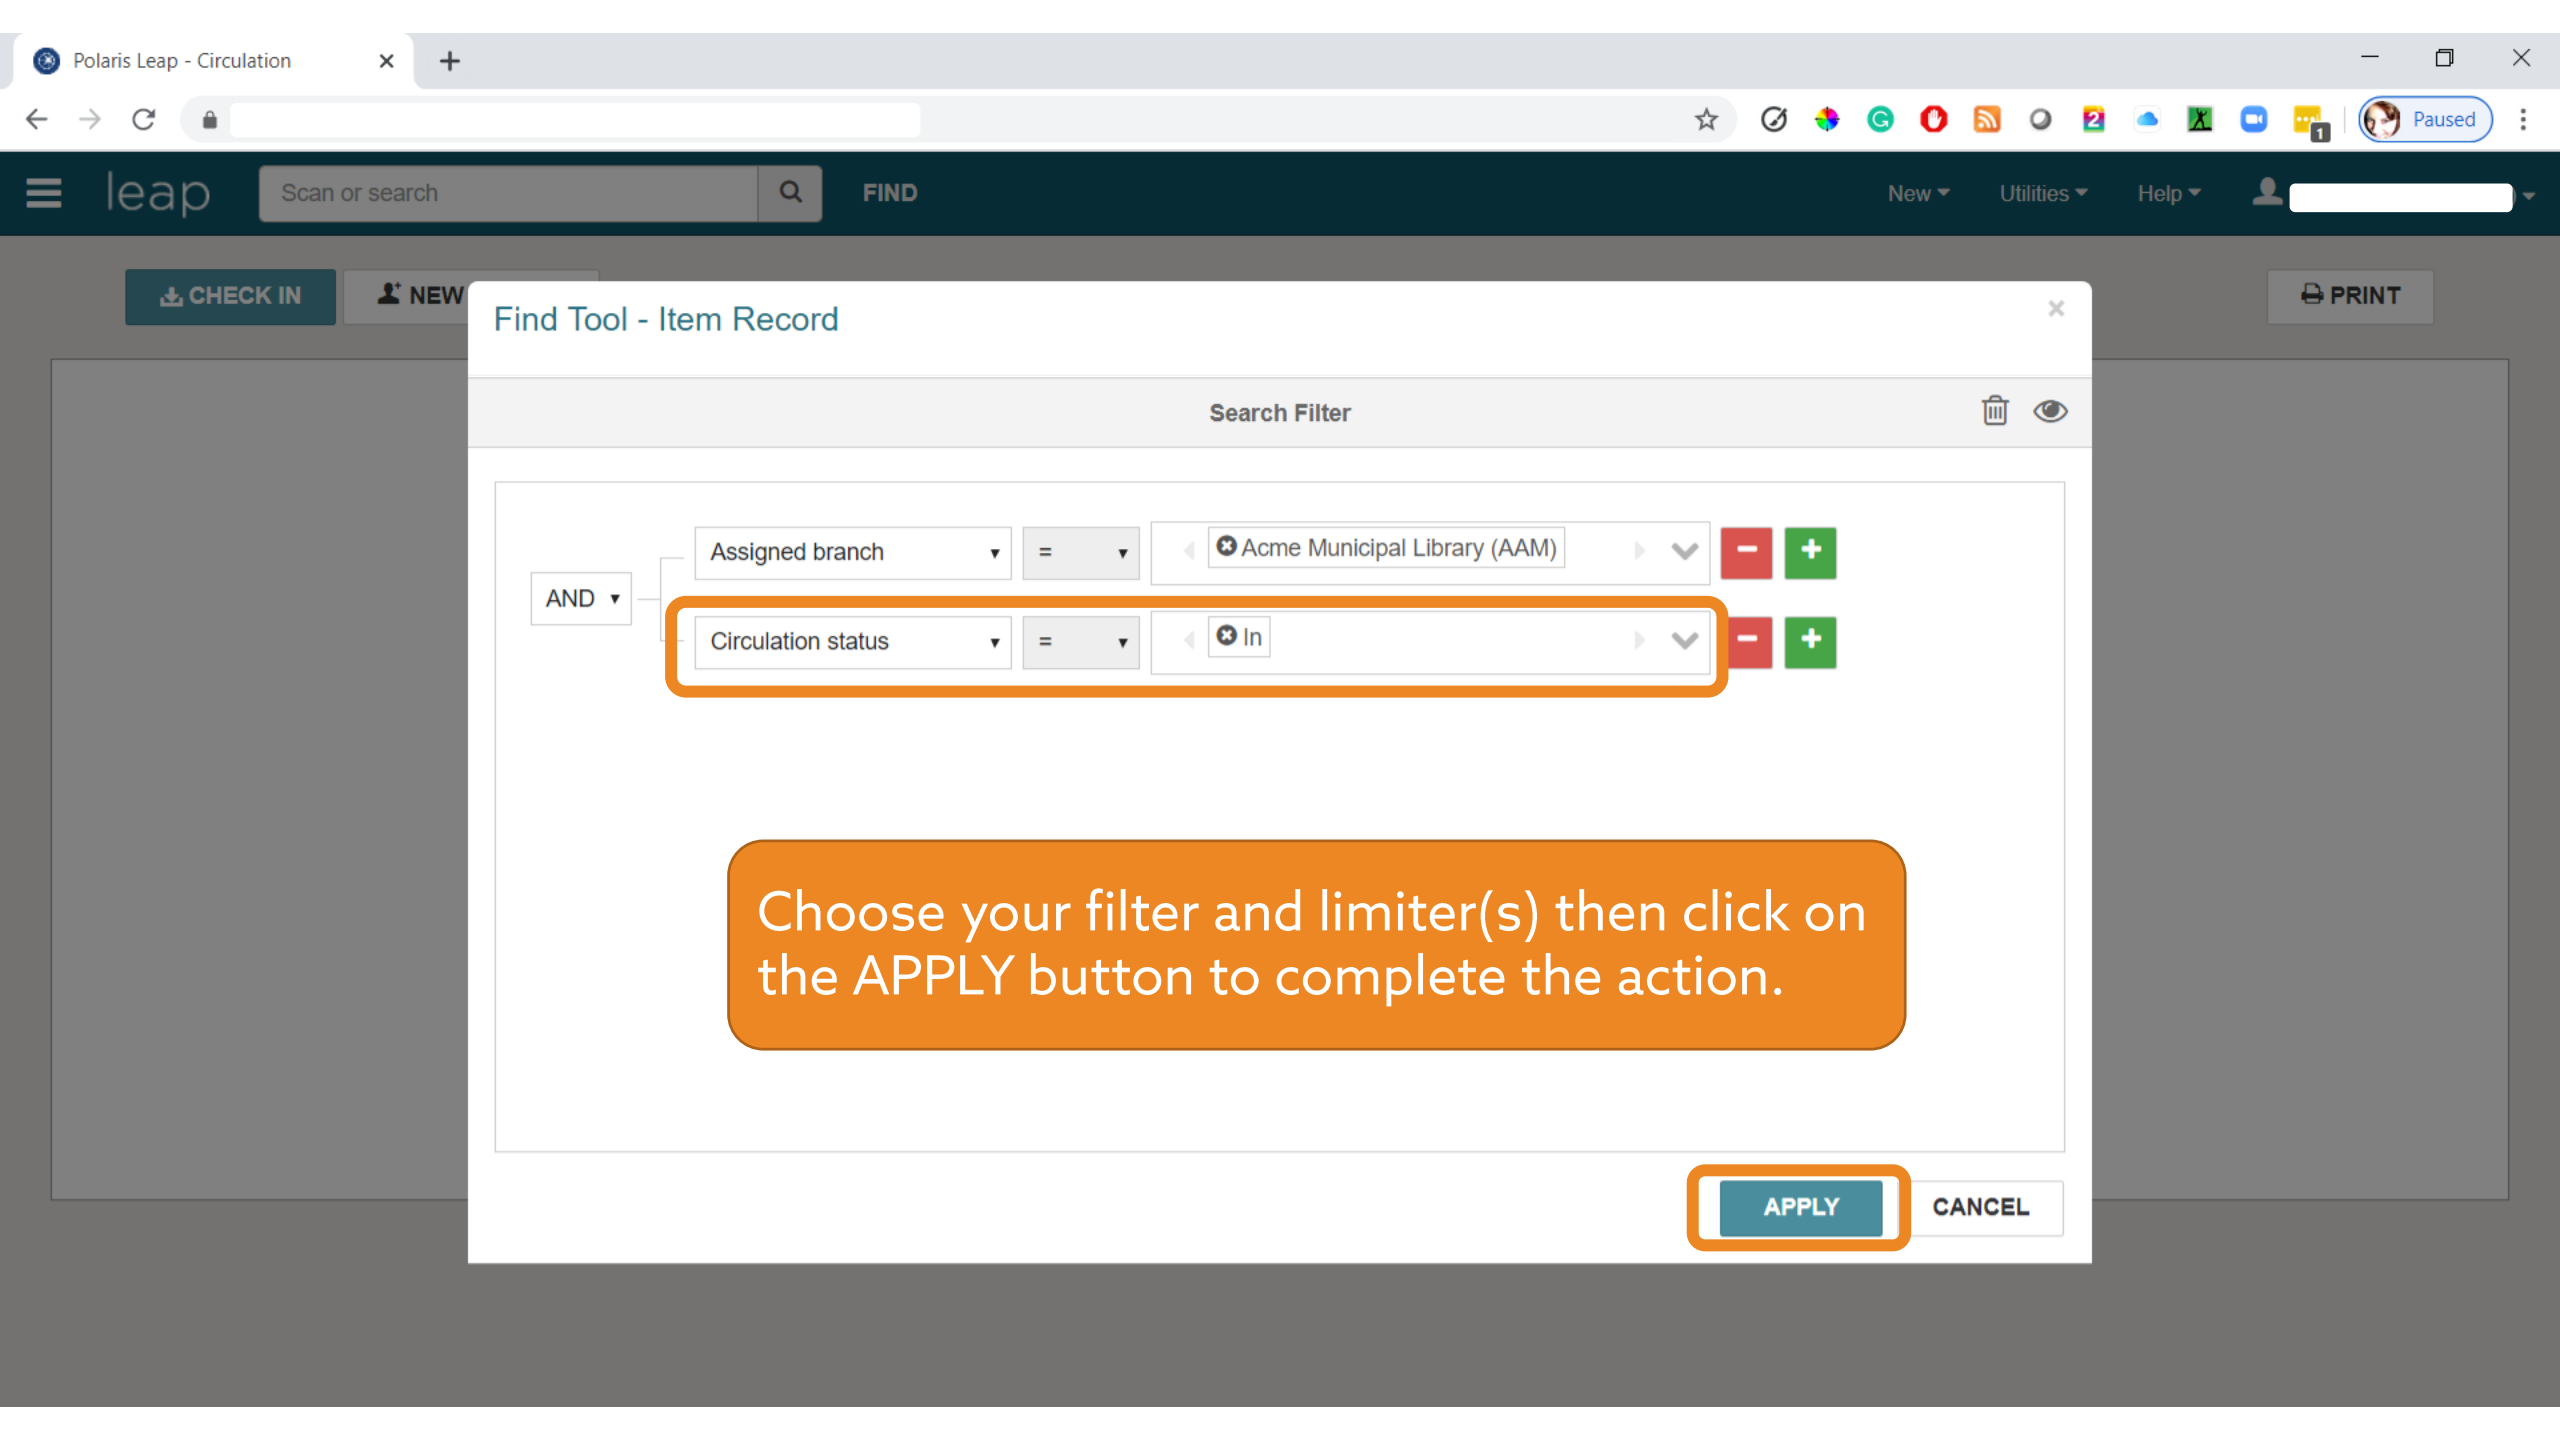 Polaris Leap - Circulation
Paused
leap
Scan or search
FIND
New
Utilities
Help
CHECK IN
NEW
PRINT
Find Tool - Item Record
Search Filter
AND
Assigned branch = Acme Municipal Library (AAM)
Circulation status = In
Choose your filter and limiter(s) then click on
the APPLY button to complete the action.
APPLY
CANCEL